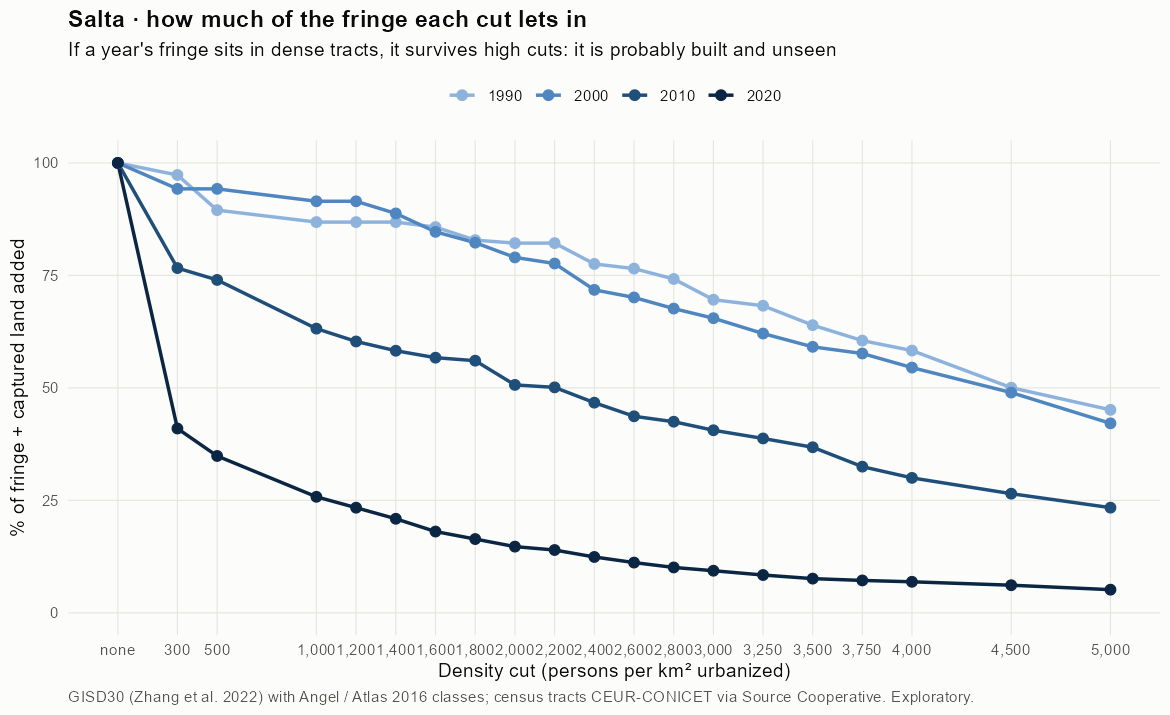 Salta · how much of the fringe each cut lets in
If a year's fringe sits in dense tracts, it survives high cuts: it is probably built and unseen
1990 2000 2010 2020
% of fringe + captured land added
100
75
50
25
0
none 300 500 1,000 1,200 1,400 1,600 1,800 2,000 2,200 2,400 2,600 2,800 3,000 3,250 3,500 3,750 4,000 4,500 5,000
Density cut (persons per km² urbanized)
GISD30 (Zhang et al. 2022) with Angel / Atlas 2016 classes; census tracts CEUR-CONICET via Source Cooperative. Exploratory.